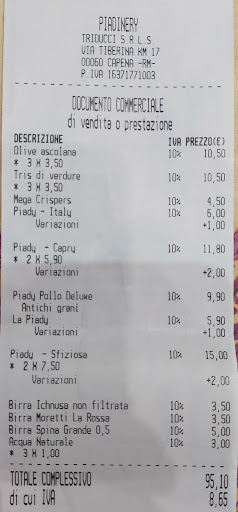 PIADINERY
TRIDUCCI S.R.L.S
VIA TIBERINA KM 17
00060 CAPENA -RM-
P.IVA 16371771003
DOCUMENTO COMMERCIALE
di vendita o prestazione
DESCRIZIONE IVA PREZZO(£)
Olive ascolana 10% 10,50
* 3 X 3,50
Tris di verdure 10% 10,50
* 3 X 3,50
Mega Crispers 10% 4,50
Piady - Italy 10% 6,00
Variazioni +1,00
Piady - Capry 10% 11,80
* 2 X 5,90
Variazioni +2,00
Piady Pollo Deluwe 10% 9,90
Antichi grani
La Piady 10% 5,90
Variazioni +1,00
Piady - Sfiziosa 10% 15,00
* 2 X 7,50
Variazioni +2,00
Birra Ichnusa non filtrata 10% 3,50
Birra Moretti La Rossa 10% 3,50
Birra Spina Grande 0,5 10% 5,00
Acqua Naturale 10% 3,00
* 3 X 1,00
TOTALE COMPLESSIVO 95,10
di cui IVA 8,65